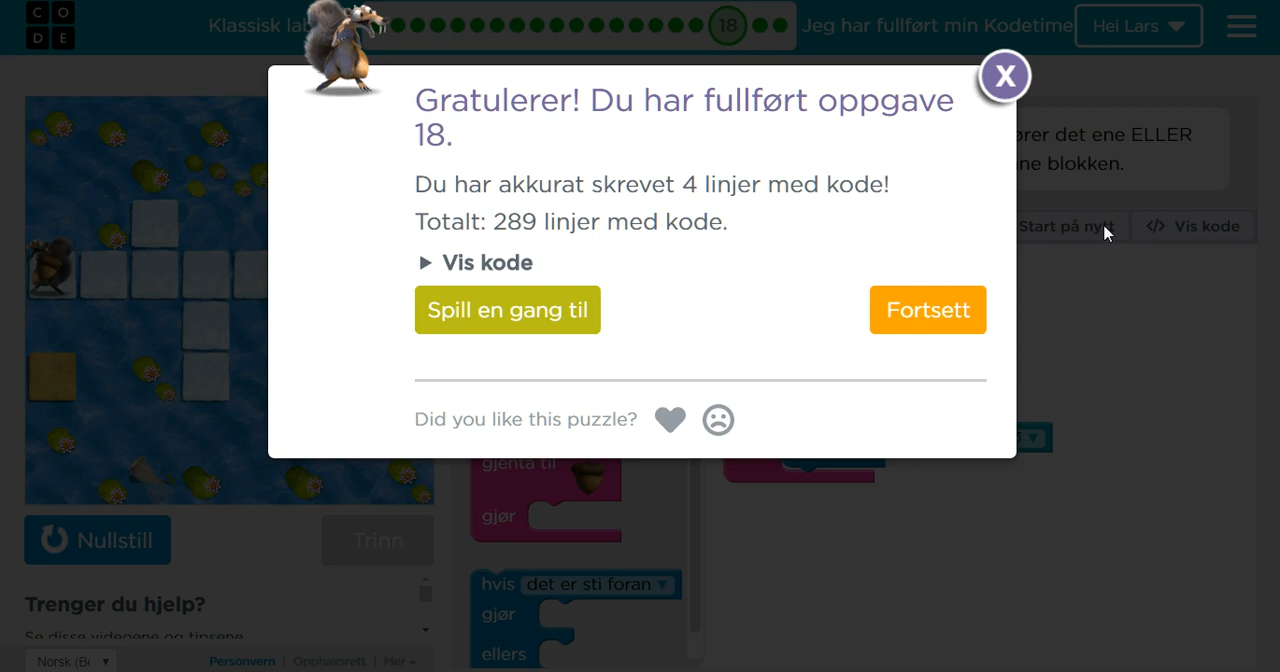 CODE
Klassisk lab
18
Jeg har fullført min Kodetime
Hei Lars
Gratulerer! Du har fullført oppgave
18.
ører det ene ELLER
ne blokken.
Du har akkurat skrevet 4 linjer med kode!
Totalt: 289 linjer med kode.
Start på nytt
Vis kode
Vis kode
Spill en gang til
Fortsett
Did you like this puzzle?
gjenta til
gjør
Nullstill
Trinn
hvis det er sti foran
gjør
ellers
Trenger du hjelp?
Se disse videoene og tipsene
Norsk (Bo
Personvern | Opphavsrett | Mer
X